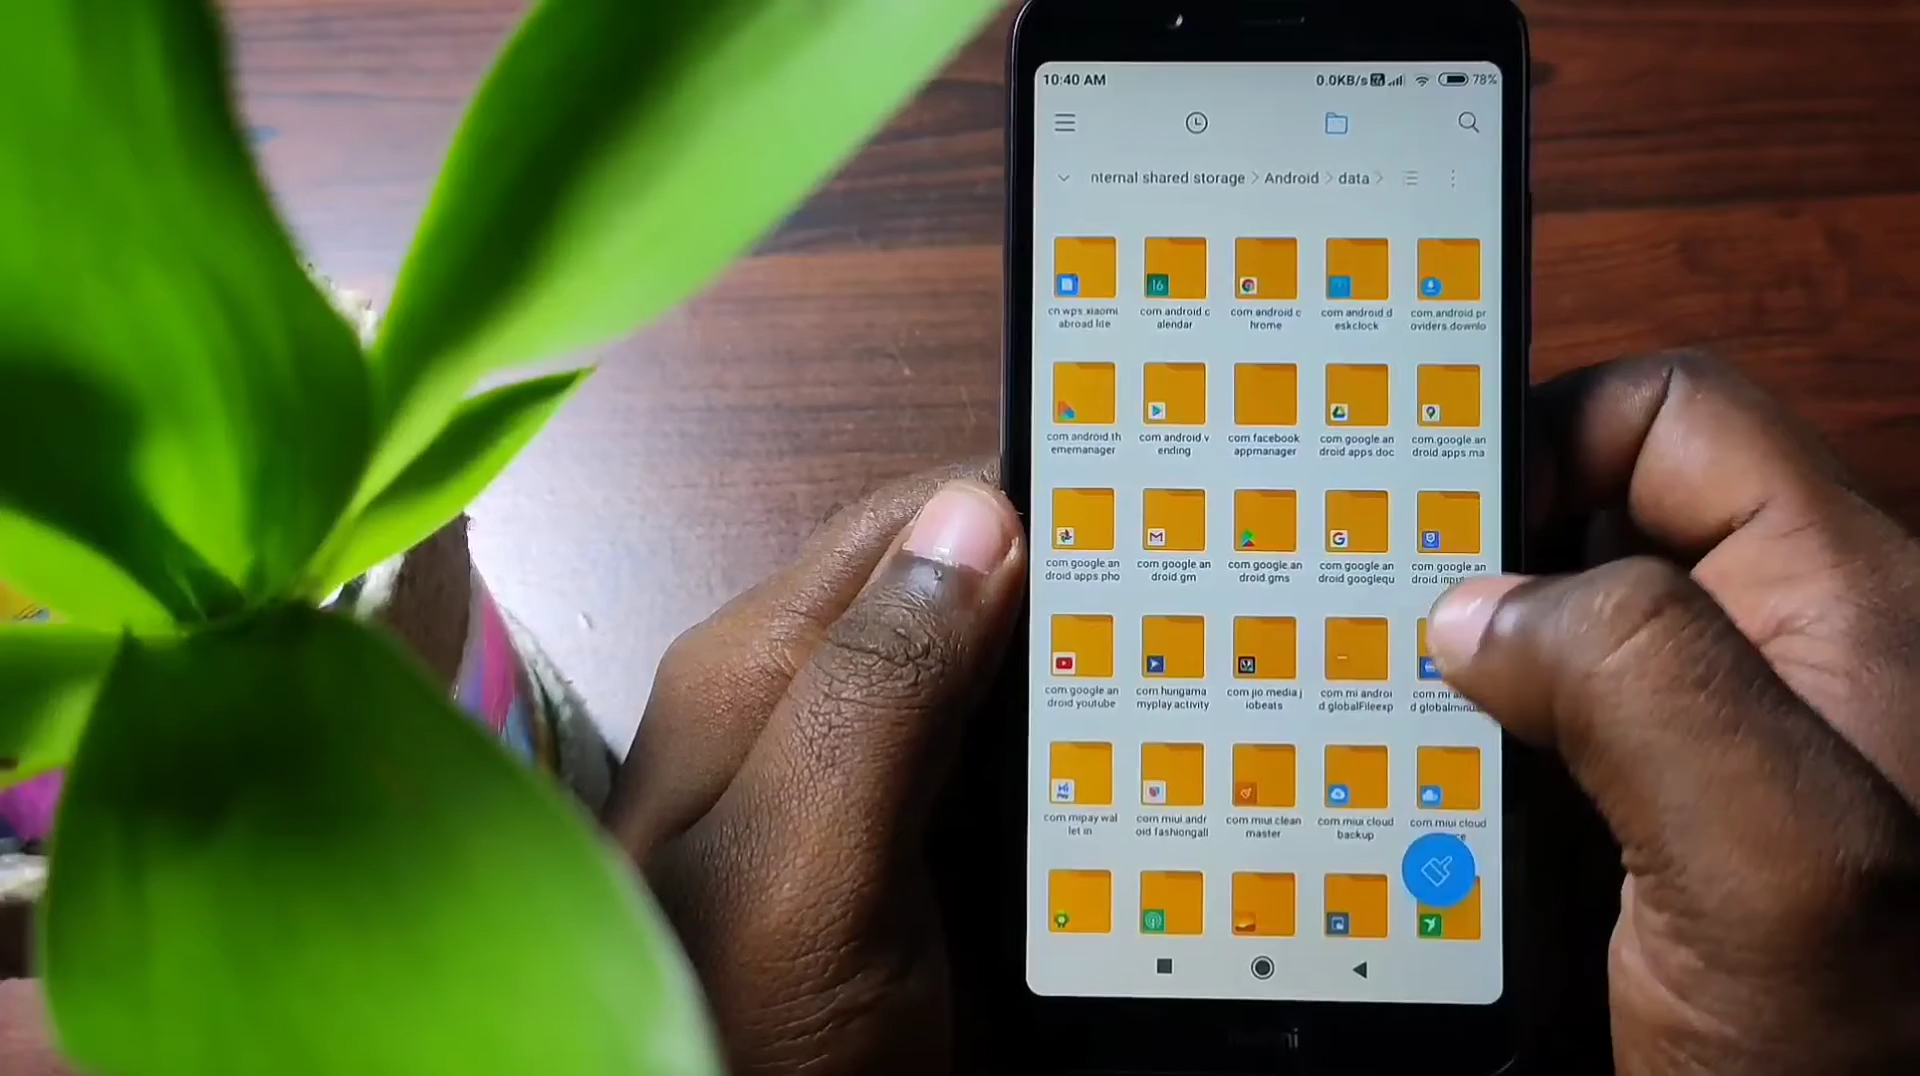 10:40 AM 0.0KB/s 78%
nternal shared storage > Android > data >
cn wps xiaomi
abroad lite
com android c
alendar
com android c
hrome
com android d
eskclock
com.android.pr
oviders.downlo
com android th
ememanager
com android v
ending
com facebook
appmanager
com google.an
droid apps doc
com.google.an
droid apps ma
com google an
droid apps pho
com google an
droid gm
com google.an
droid.gms
com google an
droid googlequ
com google an
droid
com google an
droid youtube
com hungama
myplay.activity
com jio media j
iobeats
com mi androi
d globalFileexp
com mi
d globalminu
com mipay wal
let in
com miui andr
oid fashiongall
com miui clean
master
com miui cloud
backup
com miui cloud